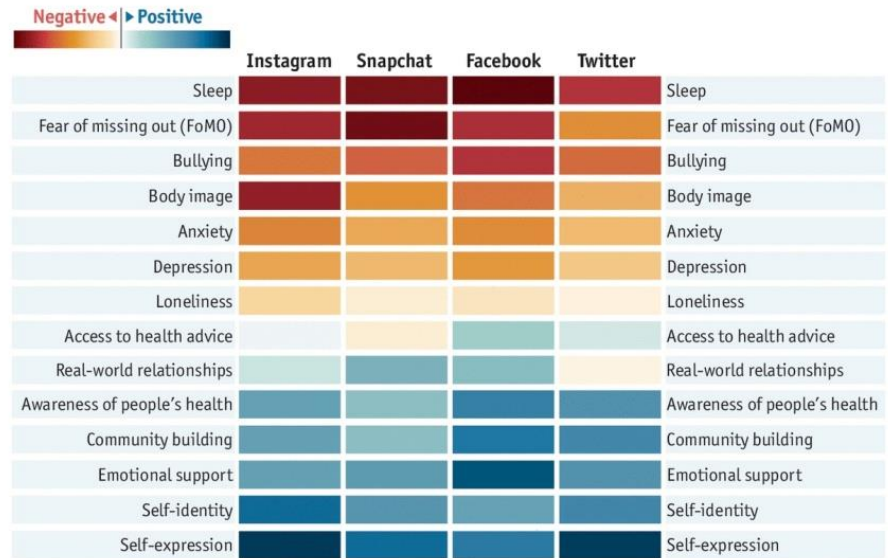 Negative ◂ ▸ Positive
Instagram Snapchat Facebook Twitter
Sleep Sleep
Fear of missing out (FoMO) Fear of missing out (FoMO)
Bullying Bullying
Body image Body image
Anxiety Anxiety
Depression Depression
Loneliness Loneliness
Access to health advice Access to health advice
Real-world relationships Real-world relationships
Awareness of people’s health Awareness of people’s health
Community building Community building
Emotional support Emotional support
Self-identity Self-identity
Self-expression Self-expression